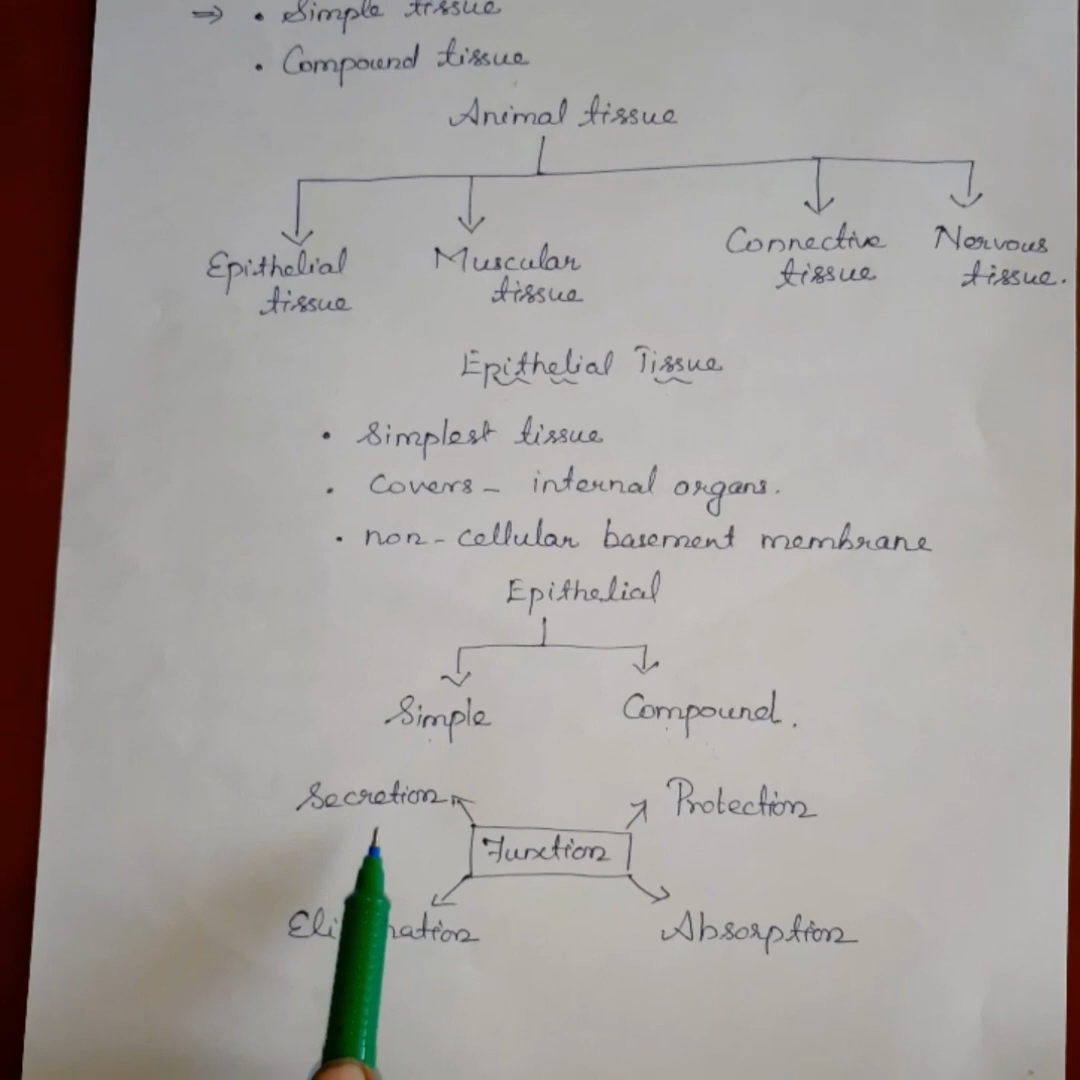 ⇒ • Simple tissue
• Compound tissue
Animal tissue
Epithelial tissue
Muscular tissue
Connective tissue
Nervous tissue.
Epithelial Tissue
• Simplest tissue
• Covers - internal organs.
• non-cellular basement membrane
Epithelial
Simple
Compound.
Secretion
Protection
Function
Absorption